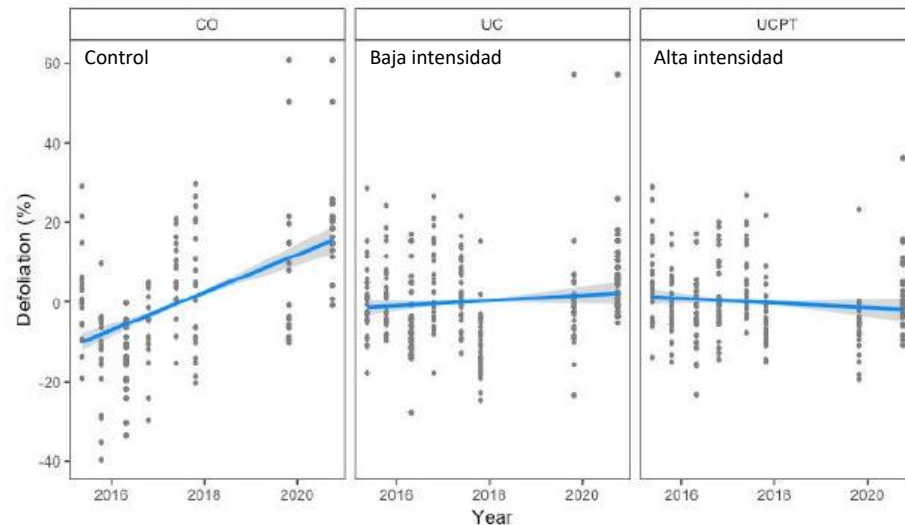 CO UC UCPT
Control Baja intensidad Alta intensidad
60
40
20
0
-20
-40
Defoliation (%)
2016 2018 2020 2016 2018 2020 2016 2018 2020
Year